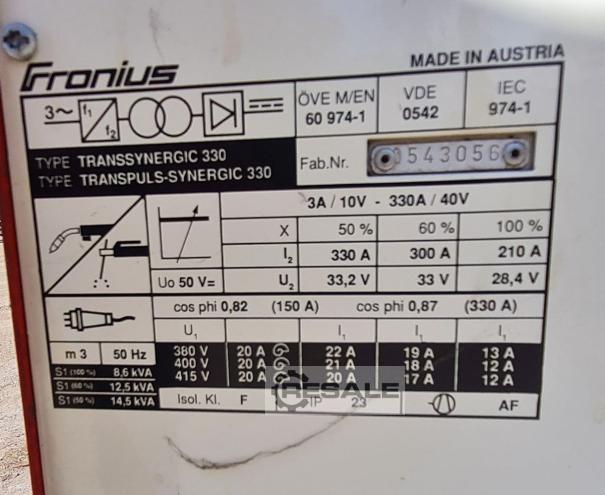 Fronius
MADE IN AUSTRIA
3~ f1 f2
ÖVE M/EN 60 974-1
VDE 0542
IEC 974-1
TYPE TRANSSYNERGIC 330
TYPE TRANSPULS-SYNERGIC 330
Fab.Nr. 0543056
3A / 10V - 330A / 40V
X 50 % 60 % 100 %
I2 330 A 300 A 210 A
Uo 50 V= U2 33,2 V 33 V 28,4 V
cos phi 0,82 (150 A) cos phi 0,87 (330 A)
U1 I1 I1 I1
m 3 50 Hz 380 V 20 A 22 A 19 A 13 A
400 V 20 A 21 A 18 A 12 A
S1 (100 %) 8,6 kVA 415 V 20 A 20 A 17 A 12 A
S1 (60 %) 12,5 kVA
S1 (50 %) 14,5 kVA Isol. Kl. F IP 23 AF
RESALE